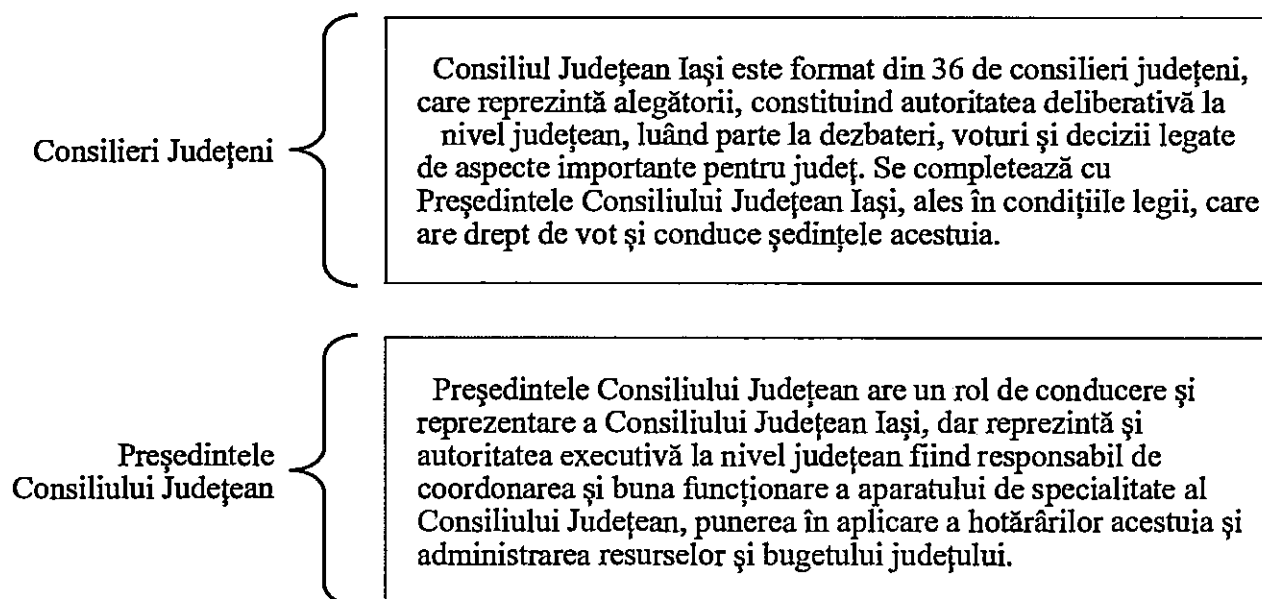 Consilieri Judeţeni
Consiliul Judeţean Iaşi este format din 36 de consilieri judeţeni,
care reprezintă alegătorii, constituind autoritatea deliberativă la
nivel judeţean, luând parte la dezbateri, voturi şi decizii legate
de aspecte importante pentru judeţ. Se completează cu
Preşedintele Consiliului Judeţean Iaşi, ales în condiţiile legii, care
are drept de vot şi conduce şedinţele acestuia.
Preşedintele
Consiliului Judeţean
Preşedintele Consiliului Judeţean are un rol de conducere şi
reprezentare a Consiliului Judeţean Iaşi, dar reprezintă şi
autoritatea executivă la nivel judeţean fiind responsabil de
coordonarea şi buna funcţionare a aparatului de specialitate al
Consiliului Judeţean, punerea în aplicare a hotărârilor acestuia şi
administrarea resurselor şi bugetului judeţului.